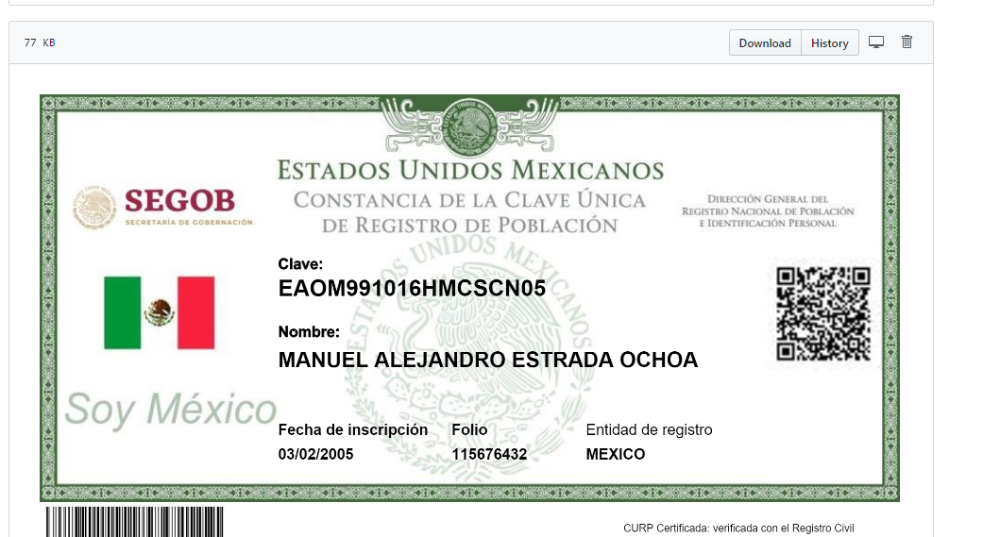 77 KB
Download
History
ESTADOS UNIDOS MEXICANOS
CONSTANCIA DE LA CLAVE ÚNICA
DE REGISTRO DE POBLACIÓN
SEGOB
SECRETARÍA DE GOBERNACIÓN
DIRECCIÓN GENERAL DEL
REGISTRO NACIONAL DE POBLACIÓN
E IDENTIFICACIÓN PERSONAL
ESTADOS UNIDOS MEXICANOS
Clave:
EAOM991016HMCSCN05
Nombre:
MANUEL ALEJANDRO ESTRADA OCHOA
Soy México
Fecha de inscripción
Folio
Entidad de registro
03/02/2005
115676432
MEXICO
CURP Certificada: verificada con el Registro Civil